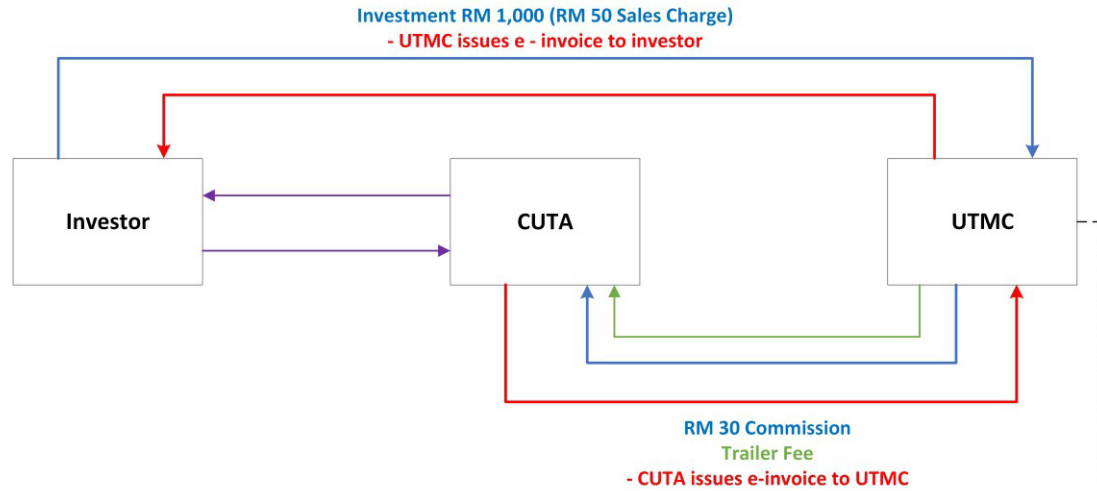 Investment RM 1,000 (RM 50 Sales Charge)
- UTMC issues e - invoice to investor
Investor
CUTA
UTMC
RM 30 Commission
Trailer Fee
- CUTA issues e-invoice to UTMC